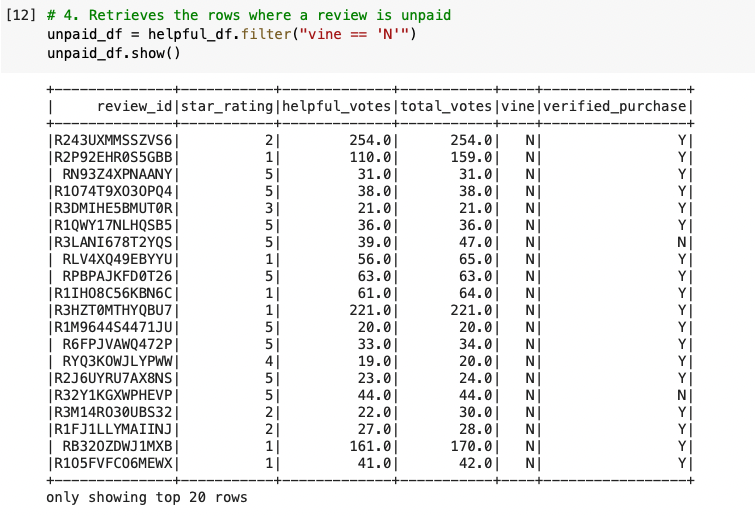 [12] # 4. Retrieves the rows where a review is unpaid
unpaid_df = helpful_df.filter("vine == 'N'")
unpaid_df.show()
+--------------+-----------+-------------+-----------+----+-----------------+
|     review_id|star_rating|helpful_votes|total_votes|vine|verified_purchase|
+--------------+-----------+-------------+-----------+----+-----------------+
|R243UXMMSSZVS6|          2|        254.0|      254.0|   N|                Y|
|R2P92EHR0S5GBB|          1|        110.0|      159.0|   N|                Y|
| RN93Z4XPNAANY|          5|         31.0|       31.0|   N|                Y|
|R1074T9XO3OPQ4|          5|         38.0|       38.0|   N|                Y|
|R3DMIHE5BMUT0R|          3|         21.0|       21.0|   N|                Y|
|R1QWY17NLHQSB5|          5|         36.0|       36.0|   N|                Y|
|R3LANI678T2YQS|          5|         39.0|       47.0|   N|                N|
| RLV4XQ49EBYYU|          1|         56.0|       65.0|   N|                Y|
| RPBPAJKFD0T26|          5|         63.0|       63.0|   N|                Y|
|R1IHO8C56KBN6C|          1|         61.0|       64.0|   N|                Y|
|R3HZT0MTHYQBU7|          1|        221.0|      221.0|   N|                Y|
|R1M9644S4471JU|          5|         20.0|       20.0|   N|                Y|
| R6FPJVAWQ472P|          5|         33.0|       34.0|   N|                Y|
| RYQ3KOWJLYPWW|          4|         19.0|       20.0|   N|                Y|
|R2J6UYRU7AX8NS|          5|         23.0|       24.0|   N|                Y|
|R32Y1KGXWPHEVP|          5|         44.0|       44.0|   N|                N|
|R3M14RO30UBS32|          2|         22.0|       30.0|   N|                Y|
|R1FJ1LLYMAIINJ|          2|         27.0|       28.0|   N|                Y|
| RB32OZDWJ1MXB|          1|        161.0|      170.0|   N|                Y|
|R1O5FVFCO6MEWX|          1|         41.0|       42.0|   N|                Y|
+--------------+-----------+-------------+-----------+----+-----------------+
only showing top 20 rows